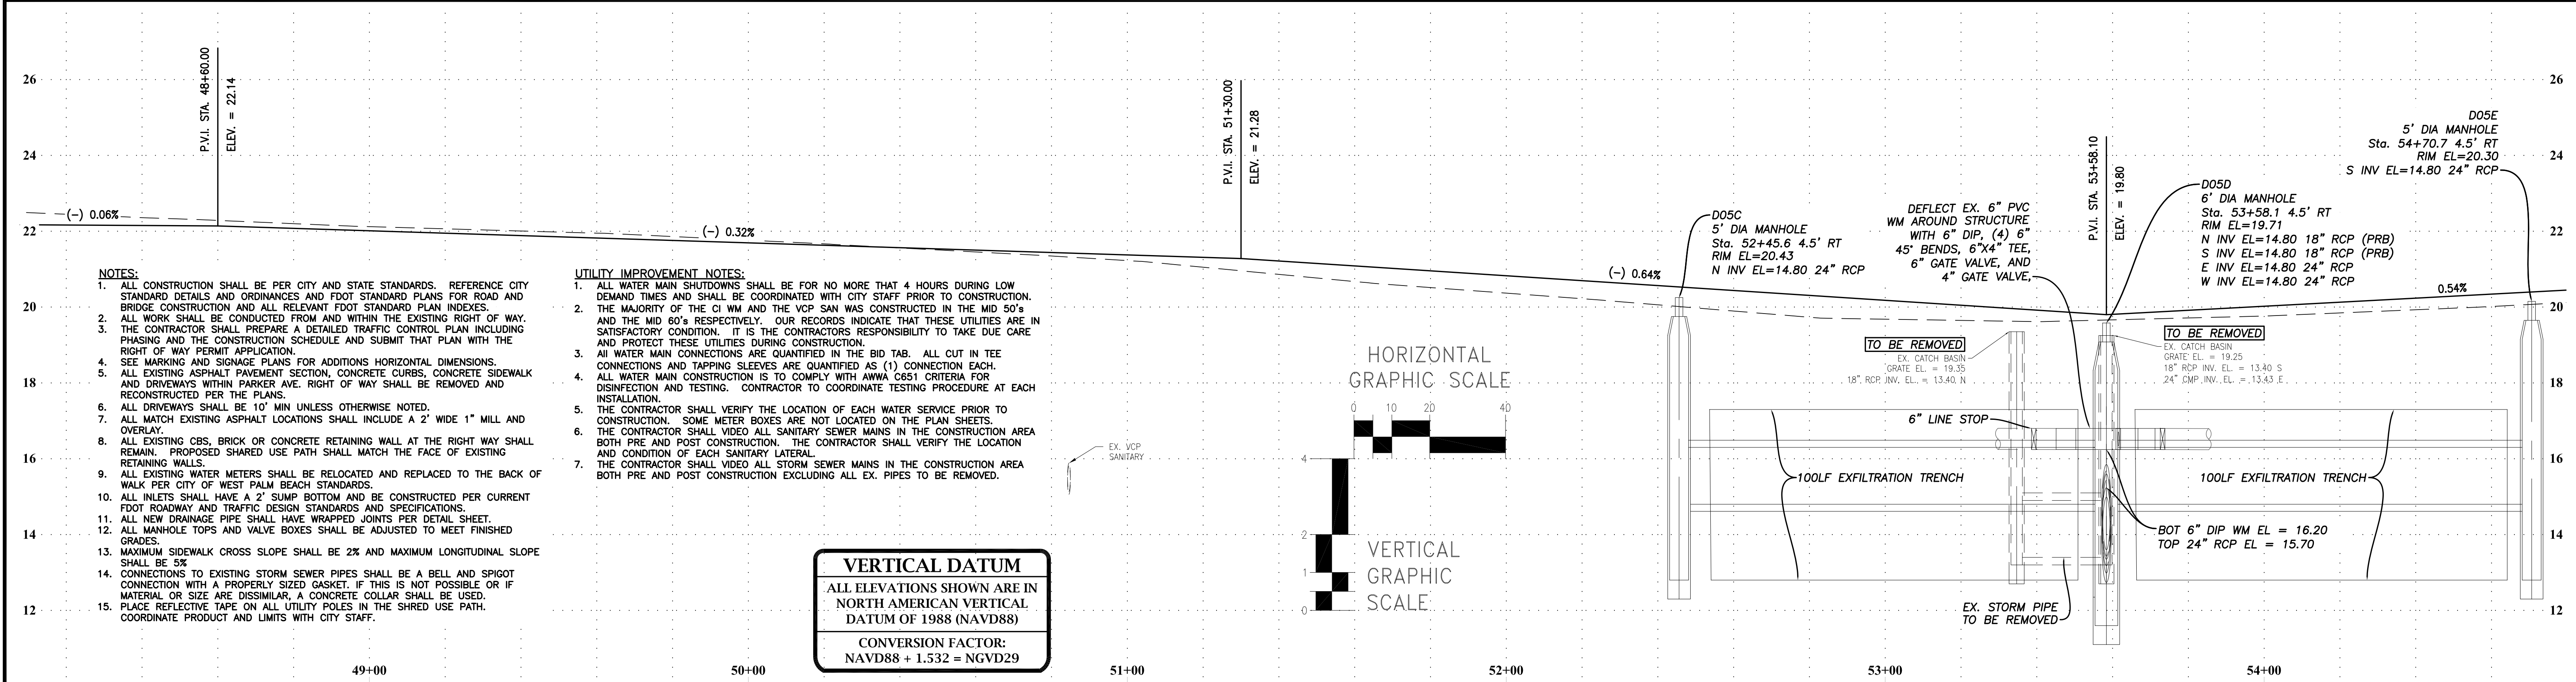 26
24
22
20
18
16
14
12
P.V.I. STA. 48+60.00
ELEV. = 22.14
(-) 0.06%
(-) 0.32%
P.V.I. STA. 51+30.00
ELEV. = 21.28
(-) 0.64%
NOTES:
1. ALL CONSTRUCTION SHALL BE PER CITY AND STATE STANDARDS. REFERENCE CITY
STANDARD DETAILS AND ORDINANCES AND FDOT STANDARD PLANS FOR ROAD AND
BRIDGE CONSTRUCTION AND ALL RELEVANT FDOT STANDARD PLAN INDEXES.
2. ALL WORK SHALL BE CONDUCTED FROM AND WITHIN THE EXISTING RIGHT OF WAY.
3. THE CONTRACTOR SHALL PREPARE A DETAILED TRAFFIC CONTROL PLAN INCLUDING
PHASING AND THE CONSTRUCTION SCHEDULE AND SUBMIT THAT PLAN WITH THE
RIGHT OF WAY PERMIT APPLICATION.
4. SEE MARKING AND SIGNAGE PLANS FOR ADDITIONS HORIZONTAL DIMENSIONS.
5. ALL EXISTING ASPHALT PAVEMENT SECTION, CONCRETE CURBS, CONCRETE SIDEWALK
AND DRIVEWAYS WITHIN PARKER AVE. RIGHT OF WAY SHALL BE REMOVED AND
RECONSTRUCTED PER THE PLANS.
6. ALL DRIVEWAYS SHALL BE 10' MIN UNLESS OTHERWISE NOTED.
7. ALL MATCH EXISTING ASPHALT LOCATIONS SHALL INCLUDE A 2' WIDE 1" MILL AND
OVERLAY.
8. ALL EXISTING CBS, BRICK OR CONCRETE RETAINING WALL AT THE RIGHT WAY SHALL
REMAIN. PROPOSED SHARED USE PATH SHALL MATCH THE FACE OF EXISTING
RETAINING WALLS.
9. ALL EXISTING WATER METERS SHALL BE RELOCATED AND REPLACED TO THE BACK OF
WALK PER CITY OF WEST PALM BEACH STANDARDS.
10. ALL INLETS SHALL HAVE A 2' SUMP BOTTOM AND BE CONSTRUCTED PER CURRENT
FDOT ROADWAY AND TRAFFIC DESIGN STANDARDS AND SPECIFICATIONS.
11. ALL NEW DRAINAGE PIPE SHALL HAVE WRAPPED JOINTS PER DETAIL SHEET.
12. ALL MANHOLE TOPS AND VALVE BOXES SHALL BE ADJUSTED TO MEET FINISHED
GRADES.
13. MAXIMUM SIDEWALK CROSS SLOPE SHALL BE 2% AND MAXIMUM LONGITUDINAL SLOPE
SHALL BE 5%
14. CONNECTIONS TO EXISTING STORM SEWER PIPES SHALL BE A BELL AND SPIGOT
CONNECTION WITH A PROPERLY SIZED GASKET. IF THIS IS NOT POSSIBLE OR IF
MATERIAL OR SIZE ARE DISSIMILAR, A CONCRETE COLLAR SHALL BE USED.
15. PLACE REFLECTIVE TAPE ON ALL UTILITY POLES IN THE SHRED USE PATH.
COORDINATE PRODUCT AND LIMITS WITH CITY STAFF.
UTILITY IMPROVEMENT NOTES:
1. ALL WATER MAIN SHUTDOWNS SHALL BE FOR NO MORE THAT 4 HOURS DURING LOW
DEMAND TIMES AND SHALL BE COORDINATED WITH CITY STAFF PRIOR TO CONSTRUCTION.
2. THE MAJORITY OF THE CI WM AND THE VCP SAN WAS CONSTRUCTED IN THE MID 50's
AND THE MID 60's RESPECTIVELY. OUR RECORDS INDICATE THAT THESE UTILITIES ARE IN
SATISFACTORY CONDITION. IT IS THE CONTRACTORS RESPONSIBILITY TO TAKE DUE CARE
AND PROTECT THESE UTILITIES DURING CONSTRUCTION.
3. All WATER MAIN CONNECTIONS ARE QUANTIFIED IN THE BID TAB. ALL CUT IN TEE
CONNECTIONS AND TAPPING SLEEVES ARE QUANTIFIED AS (1) CONNECTION EACH.
4. ALL WATER MAIN CONSTRUCTION IS TO COMPLY WITH AWWA C651 CRITERIA FOR
DISINFECTION AND TESTING. CONTRACTOR TO COORDINATE TESTING PROCEDURE AT EACH
INSTALLATION.
5. THE CONTRACTOR SHALL VERIFY THE LOCATION OF EACH WATER SERVICE PRIOR TO
CONSTRUCTION. SOME METER BOXES ARE NOT LOCATED ON THE PLAN SHEETS.
6. THE CONTRACTOR SHALL VIDEO ALL SANITARY SEWER MAINS IN THE CONSTRUCTION AREA
BOTH PRE AND POST CONSTRUCTION. THE CONTRACTOR SHALL VERIFY THE LOCATION
AND CONDITION OF EACH SANITARY LATERAL.
7. THE CONTRACTOR SHALL VIDEO ALL STORM SEWER MAINS IN THE CONSTRUCTION AREA
BOTH PRE AND POST CONSTRUCTION EXCLUDING ALL EX. PIPES TO BE REMOVED.
VERTICAL DATUM
ALL ELEVATIONS SHOWN ARE IN
NORTH AMERICAN VERTICAL
DATUM OF 1988 (NAVD88)
CONVERSION FACTOR:
NAVD88 + 1.532 = NGVD29
EX. VCP
SANITARY
HORIZONTAL
GRAPHIC SCALE
0 10 20 40
4
2
1
0
VERTICAL
GRAPHIC
SCALE
D05C
5' DIA MANHOLE
Sta. 52+45.6 4.5' RT
RIM EL=20.43
N INV EL=14.80 24" RCP
DEFLECT EX. 6" PVC
WM AROUND STRUCTURE
WITH 6" DIP, (4) 6"
45° BENDS, 6"X4" TEE,
6" GATE VALVE, AND
4" GATE VALVE,
P.V.I. STA. 53+58.10
ELEV. = 19.80
D05D
6' DIA MANHOLE
Sta. 53+58.1 4.5' RT
RIM EL=19.71
N INV EL=14.80 18" RCP (PRB)
S INV EL=14.80 18" RCP (PRB)
E INV EL=14.80 24" RCP
W INV EL=14.80 24" RCP
D05E
5' DIA MANHOLE
Sta. 54+70.7 4.5' RT
RIM EL=20.30
S INV EL=14.80 24" RCP
0.54%
TO BE REMOVED
EX. CATCH BASIN
GRATE EL. = 19.35
18" RCP INV. EL. = 13.40 N
TO BE REMOVED
EX. CATCH BASIN
GRATE EL. = 19.25
18" RCP INV. EL. = 13.40 S
24" CMP INV. EL. = 13.43 E
6" LINE STOP
100LF EXFILTRATION TRENCH
100LF EXFILTRATION TRENCH
BOT 6" DIP WM EL = 16.20
TOP 24" RCP EL = 15.70
EX. STORM PIPE
TO BE REMOVED
26
24
22
20
18
16
14
12
49+00
50+00
51+00
52+00
53+00
54+00